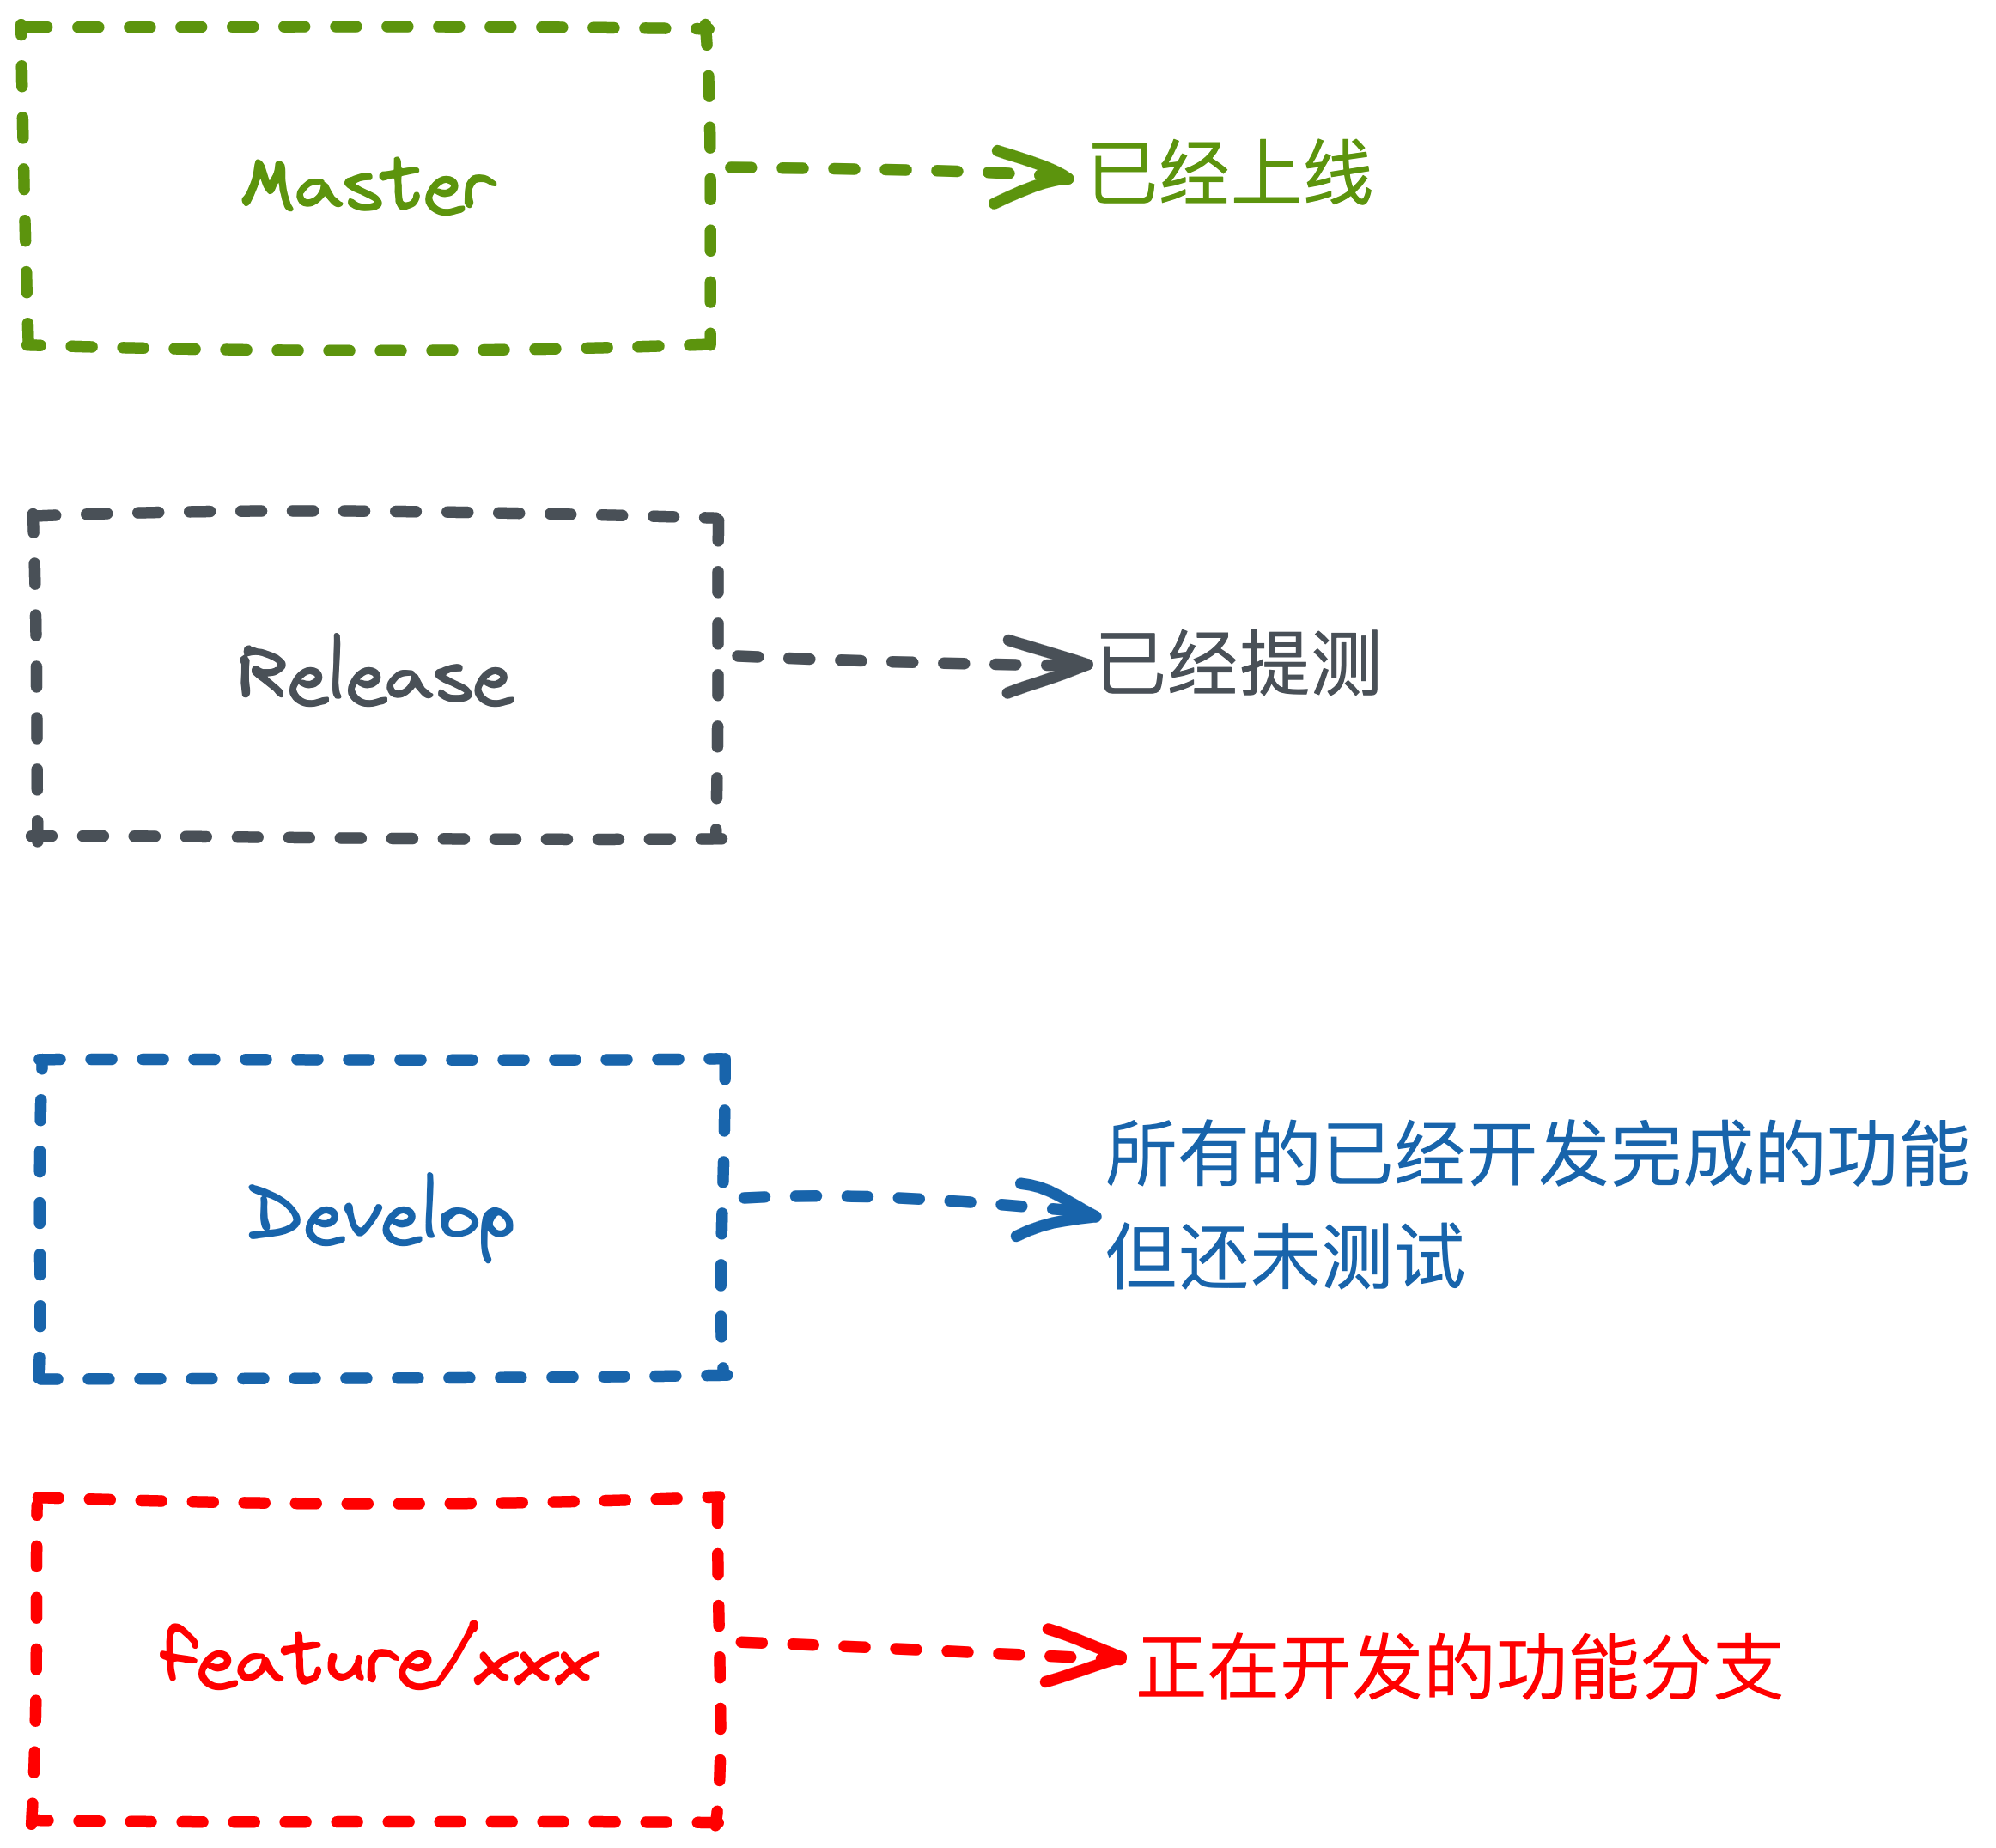 Master
已经上线
Release
已经提测
Develop
所有的已经开发完成的功能
但还未测试
feature/xxx
正在开发的功能分支